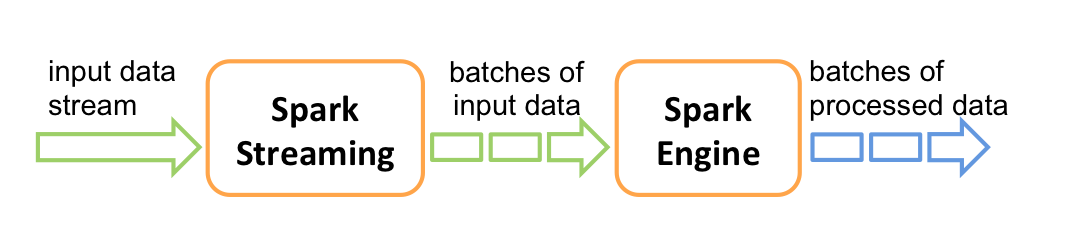 input data
stream
Spark
Streaming
batches of
input data
Spark
Engine
batches of
processed data